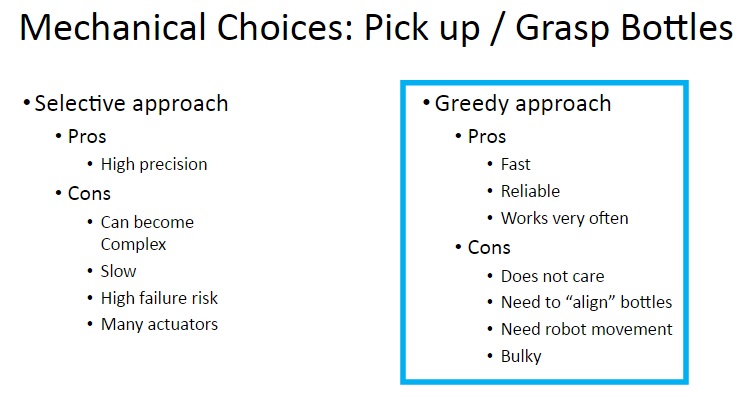 Mechanical Choices: Pick up / Grasp Bottles
• Selective approach
• Pros
• High precision
• Cons
• Can become
Complex
• Slow
• High failure risk
• Many actuators
• Greedy approach
• Pros
• Fast
• Reliable
• Works very often
• Cons
• Does not care
• Need to “align” bottles
• Need robot movement
• Bulky